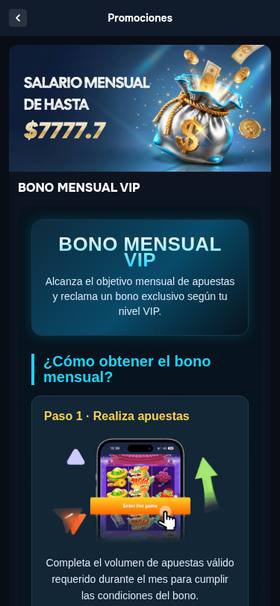 Promociones
SALARIO MENSUAL
DE HASTA
$7777.7
BONO MENSUAL VIP
BONO MENSUAL
VIP
Alcanza el objetivo mensual de apuestas
y reclama un bono exclusivo según tu
nivel VIP.
¿Cómo obtener el bono
mensual?
Paso 1 · Realiza apuestas
Enter the game
Completa el volumen de apuestas válido
requerido durante el mes para cumplir
las condiciones del bono.